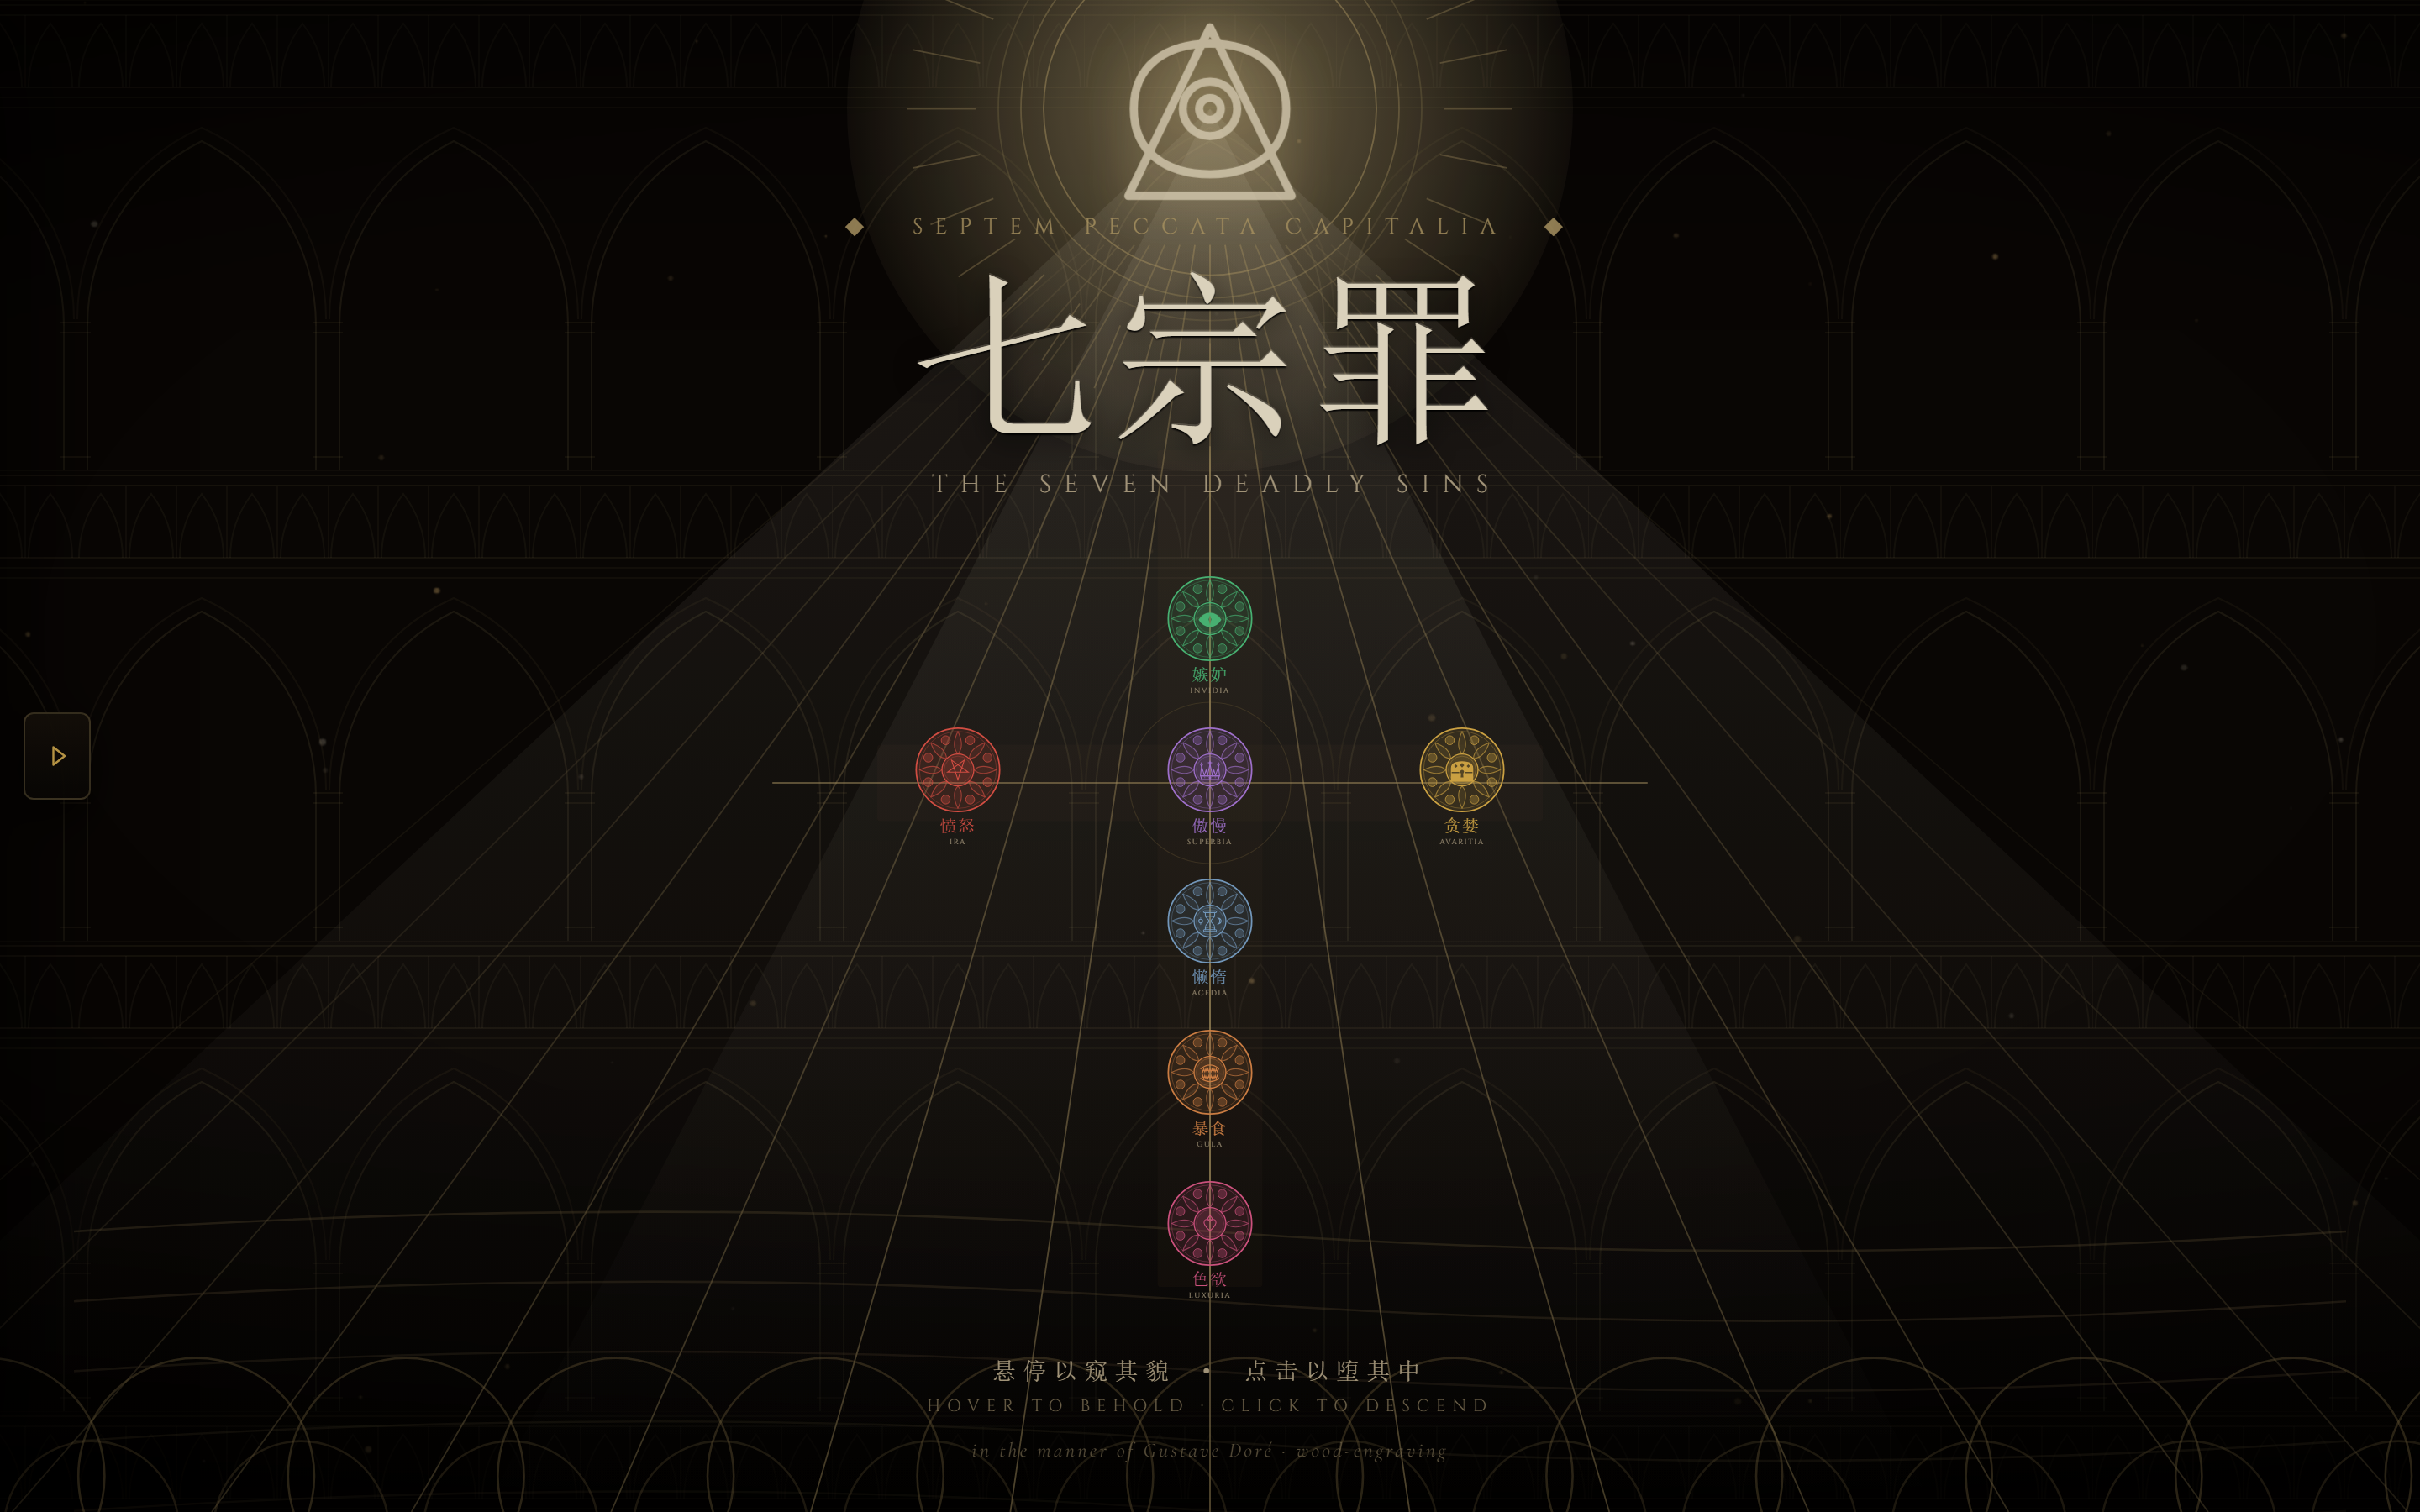 SEPTEM PECCATA CAPITALIA
七宗罪
THE SEVEN DEADLY SINS
嫉妒
INVIDIA
愤怒
IRA
傲慢
SUPERBIA
贪婪
AVARITIA
懒惰
ACEDIA
暴食
GULA
色欲
LUXURIA
悬停以窥其貌 • 点击以堕其中
HOVER TO BEHOLD · CLICK TO DESCEND
in the manner of Gustave Doré · wood-engraving